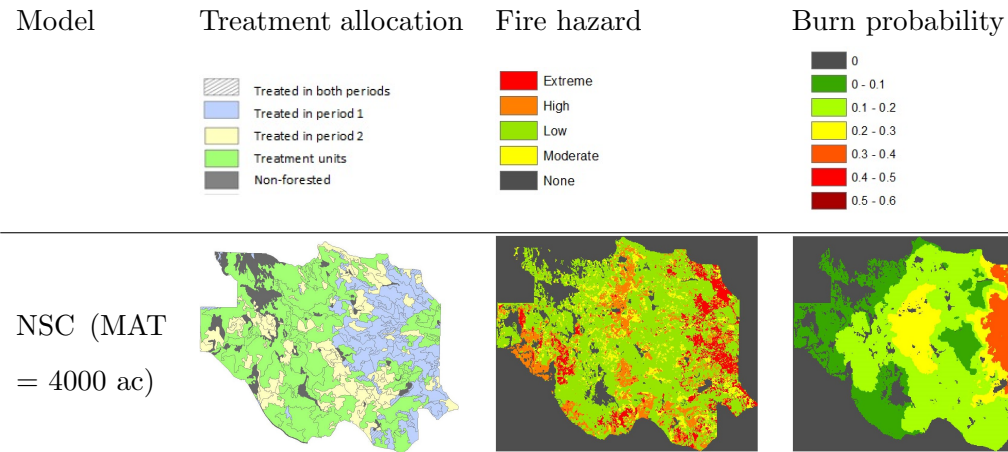 Model Treatment allocation Fire hazard Burn probability
Treated in both periods
Treated in period 1
Treated in period 2
Treatment units
Non-forested
Extreme
High
Low
Moderate
None
0
0 - 0.1
0.1 - 0.2
0.2 - 0.3
0.3 - 0.4
0.4 - 0.5
0.5 - 0.6
NSC (MAT
= 4000 ac)